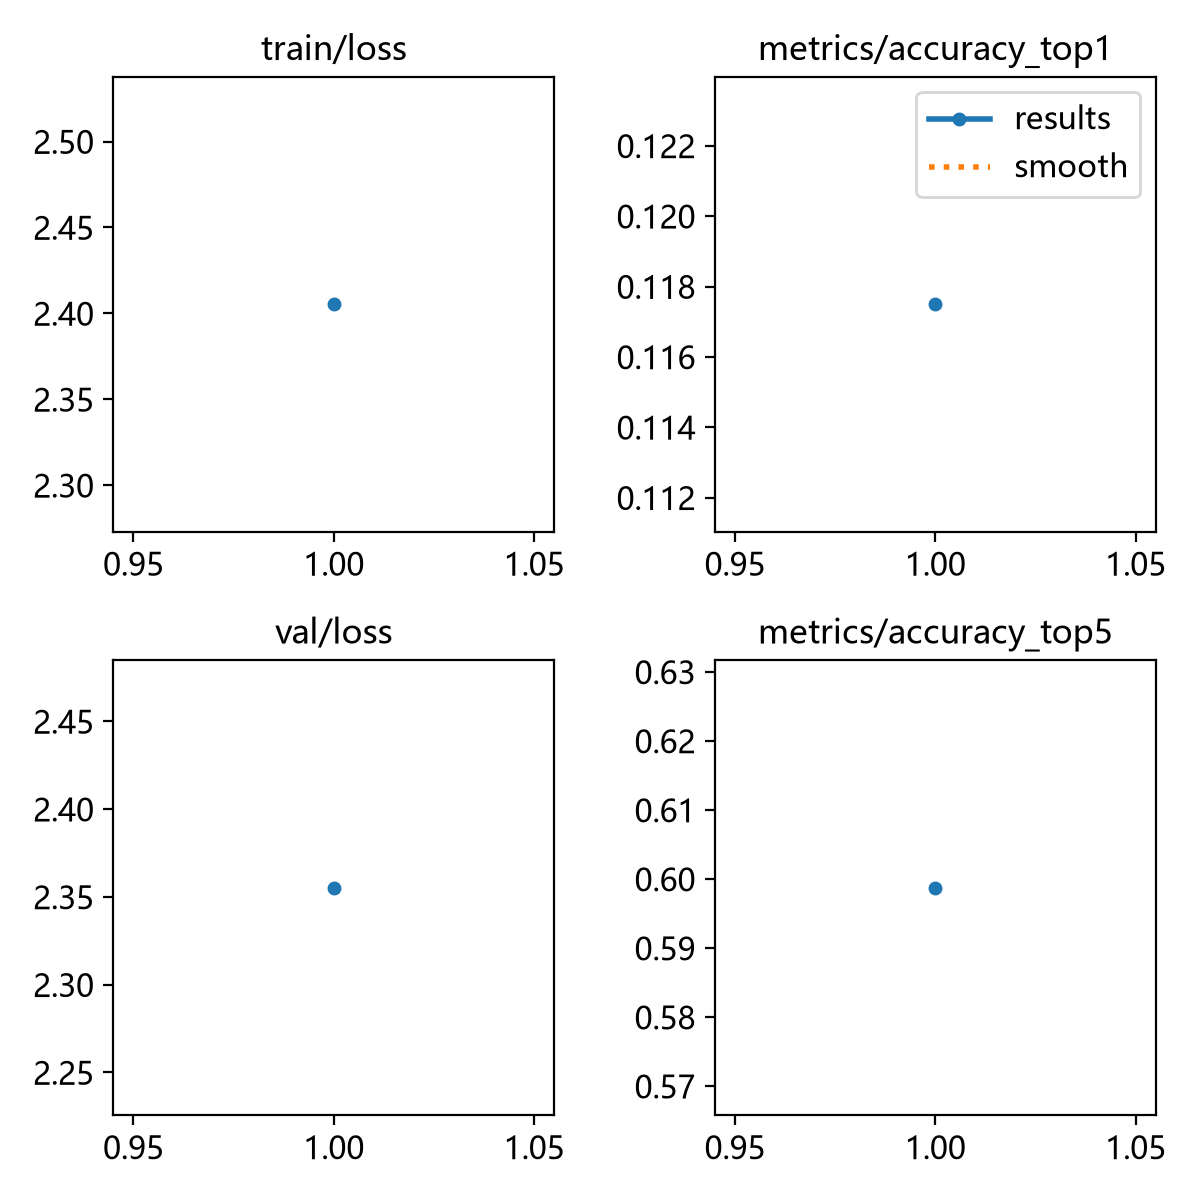 train/loss
2.50
2.45
2.40
2.35
2.30
0.95 1.00 1.05
metrics/accuracy_top1
results
smooth
0.122
0.120
0.118
0.116
0.114
0.112
0.95 1.00 1.05
val/loss
2.45
2.40
2.35
2.30
2.25
0.95 1.00 1.05
metrics/accuracy_top5
0.63
0.62
0.61
0.60
0.59
0.58
0.57
0.95 1.00 1.05